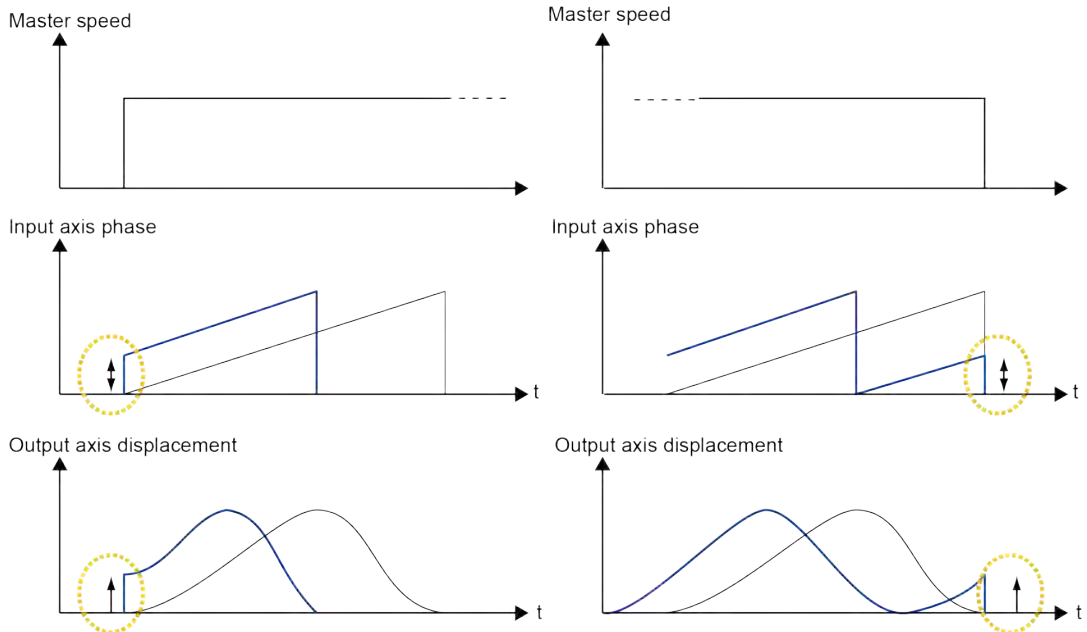 Master speed
Master speed
Input axis phase
Input axis phase
t
t
Output axis displacement
Output axis displacement
t
t